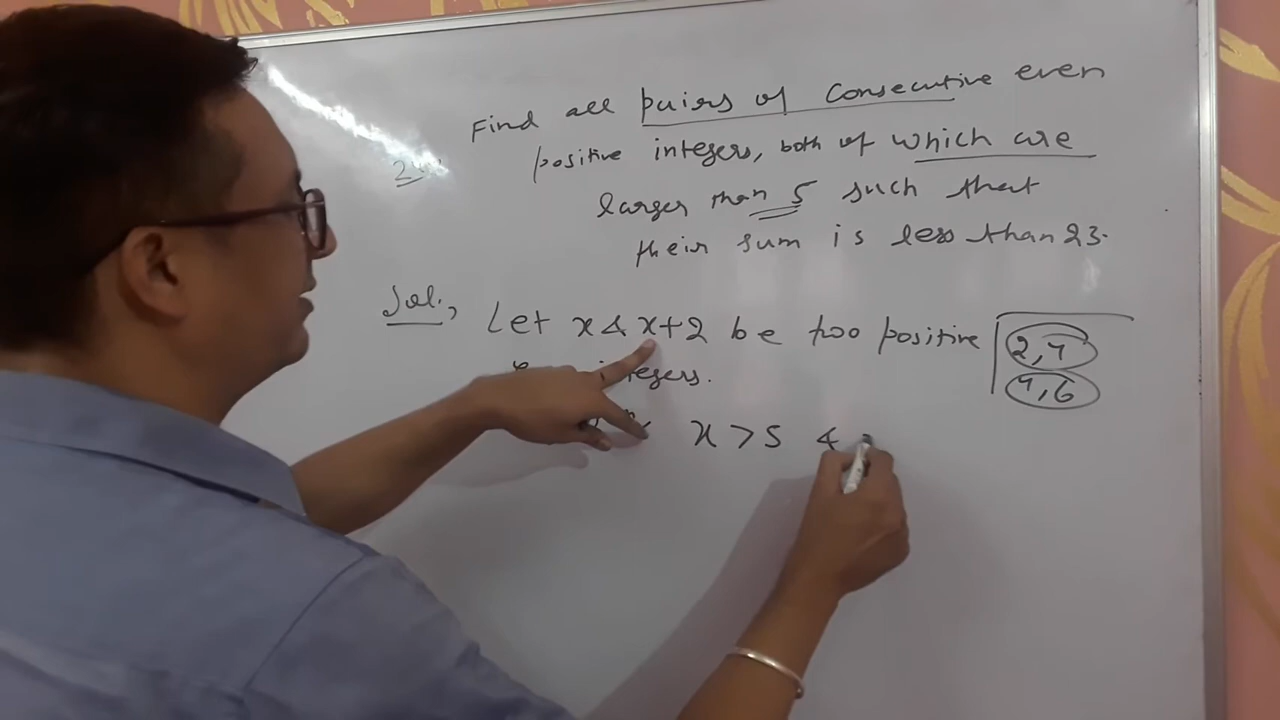 Find all pairs of consecutive even
positive integers, both of which are
larger than 5 such that
their sum is less than 23.
Sol. Let x & x+2 be two positive
integers.
x > 5 &
2, 4
4, 6